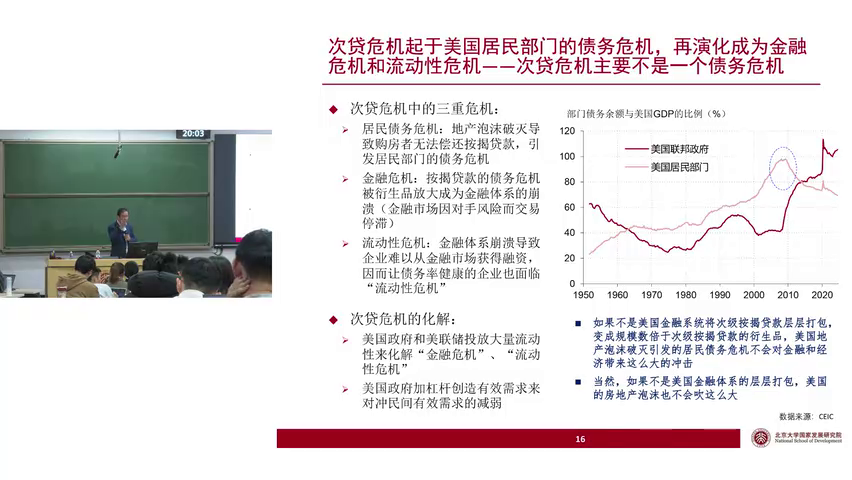 20:03
次贷危机起于美国居民部门的债务危机，再演化成为金融
危机和流动性危机——次贷危机主要不是一个债务危机
次贷危机中的三重危机：
居民债务危机：地产泡沫破灭导
致购房者无法偿还按揭贷款，引
发居民部门的债务危机
金融危机：按揭贷款的债务危机
被衍生品放大成为金融体系的崩
溃（金融市场因对手风险而交易
停滞）
流动性危机：金融体系崩溃导致
企业难以从金融市场获得融资，
因而让债务率健康的企业也面临
“流动性危机”
次贷危机的化解：
美国政府和美联储投放大量流动
性来化解“金融危机”、“流动
性危机”
美国政府加杠杆创造有效需求来
对冲民间有效需求的减弱
部门债务余额与美国GDP的比例（%）
120
100
80
60
40
20
0
美国联邦政府
美国居民部门
1950 1960 1970 1980 1990 2000 2010 2020
如果不是美国金融系统将次级按揭贷款层层打包，
变成规模数倍于次级按揭贷款的衍生品，美国地
产泡沫破灭引发的居民债务危机不会对金融和经
济带来这么大的冲击
当然，如果不是美国金融体系的层层打包，美国
的房地产泡沫也不会吹这么大
数据来源：CEIC
16
北京大学国家发展研究院
National School of Development